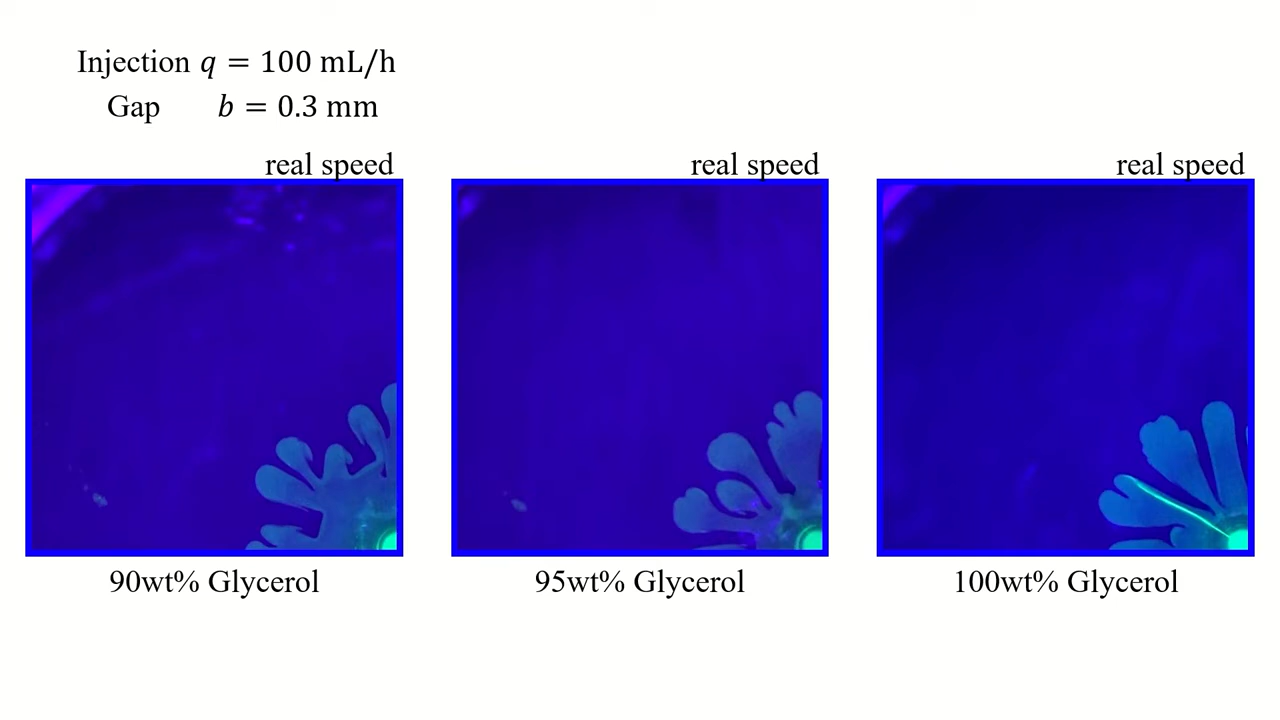 Injection q = 100 mL/h
Gap b = 0.3 mm
real speed
real speed
real speed
90wt% Glycerol
95wt% Glycerol
100wt% Glycerol